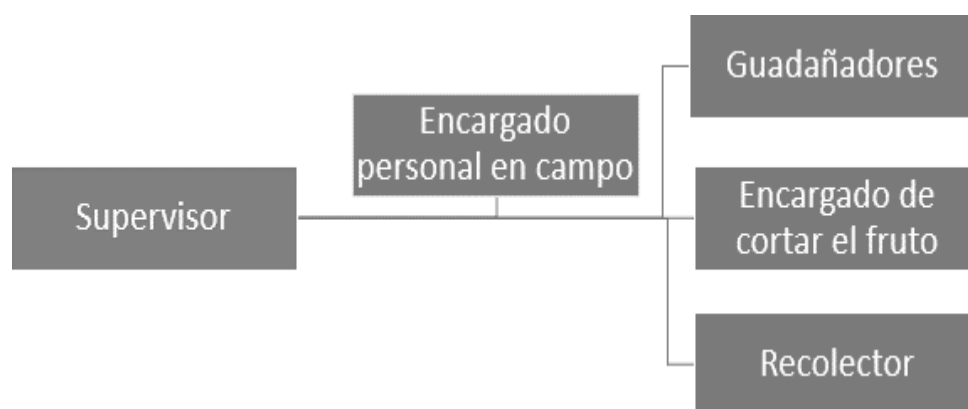 Supervisor
Encargado
personal en campo
Guadañadores
Encargado de
cortar el fruto
Recolector